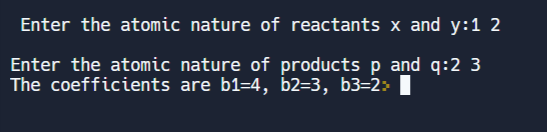 Enter the atomic nature of reactants x and y:1 2
Enter the atomic nature of products p and q:2 3
The coefficients are b1=4, b2=3, b3=2>